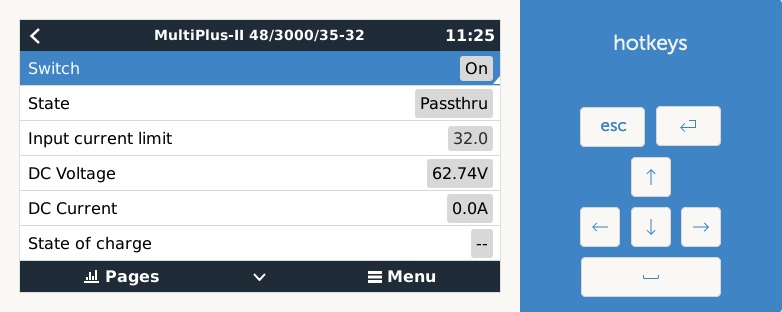 MultiPlus-II 48/3000/35-32 11:25
Switch On
State Passthru
Input current limit 32.0
DC Voltage 62.74V
DC Current 0.0A
State of charge --
Pages Menu
hotkeys
esc